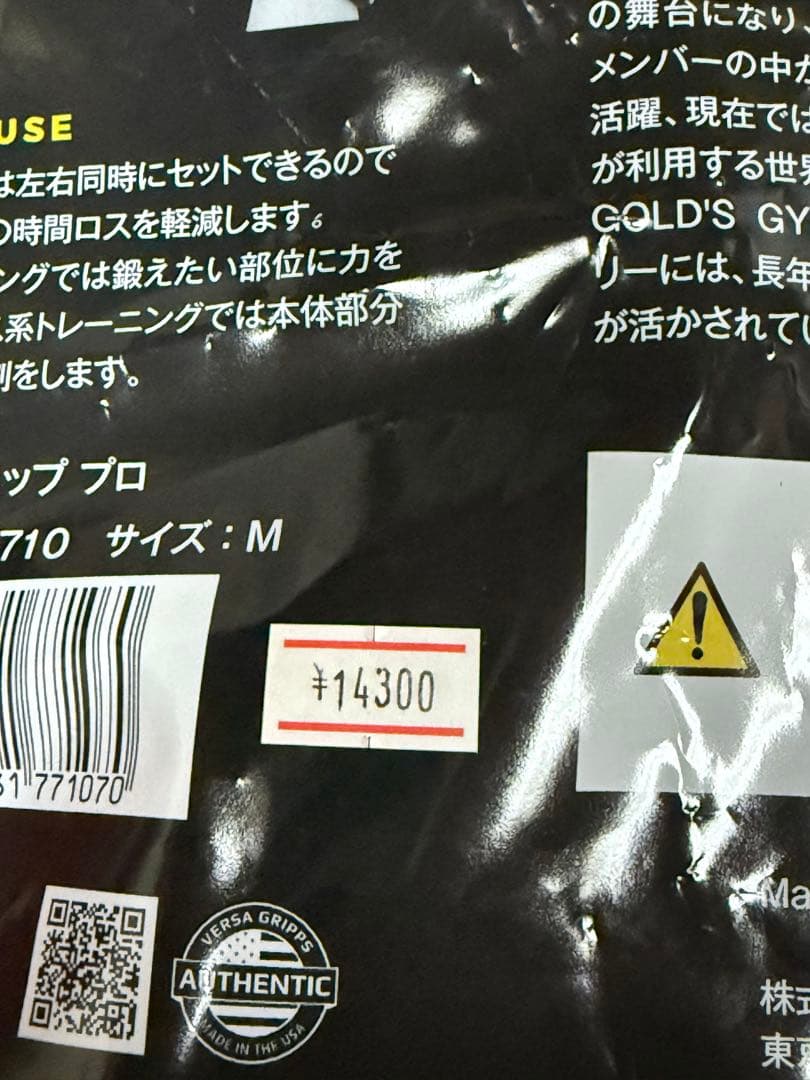 USE
は左右同時にセットできるので
の時間ロスを軽減します。
ングでは鍛えたい部位に力を
ス系トレーニングでは本体部分
割をします。
の舞台になり、
メンバーの中か
活躍、現在では
が利用する世界
GOLD'S GY
リーには、長年
が活かされてい
ップ プロ
710 サイズ：M
771070
¥14300
VERSA GRIPPS
AUTHENTIC
MADE IN THE USA
Ma
株式
東京